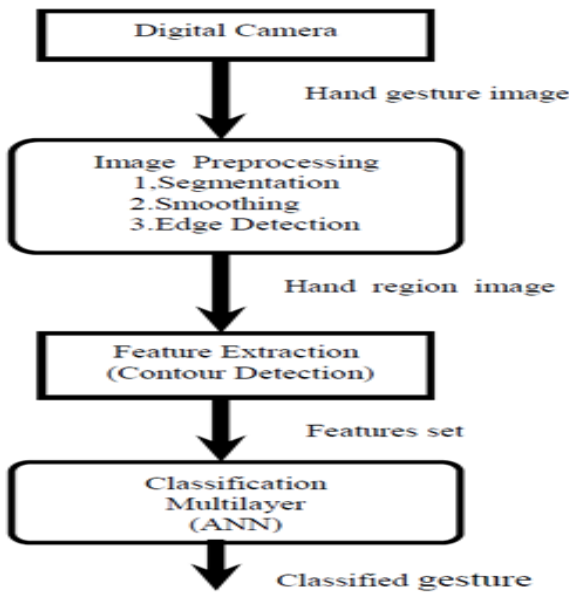 Digital Camera
Hand gesture image
Image Preprocessing
1,Segmentation
2.Smoothing
3.Edge Detection
Hand region image
Feature Extraction
(Contour Detection)
Features set
Classification
Multilayer
(ANN)
Classified gesture